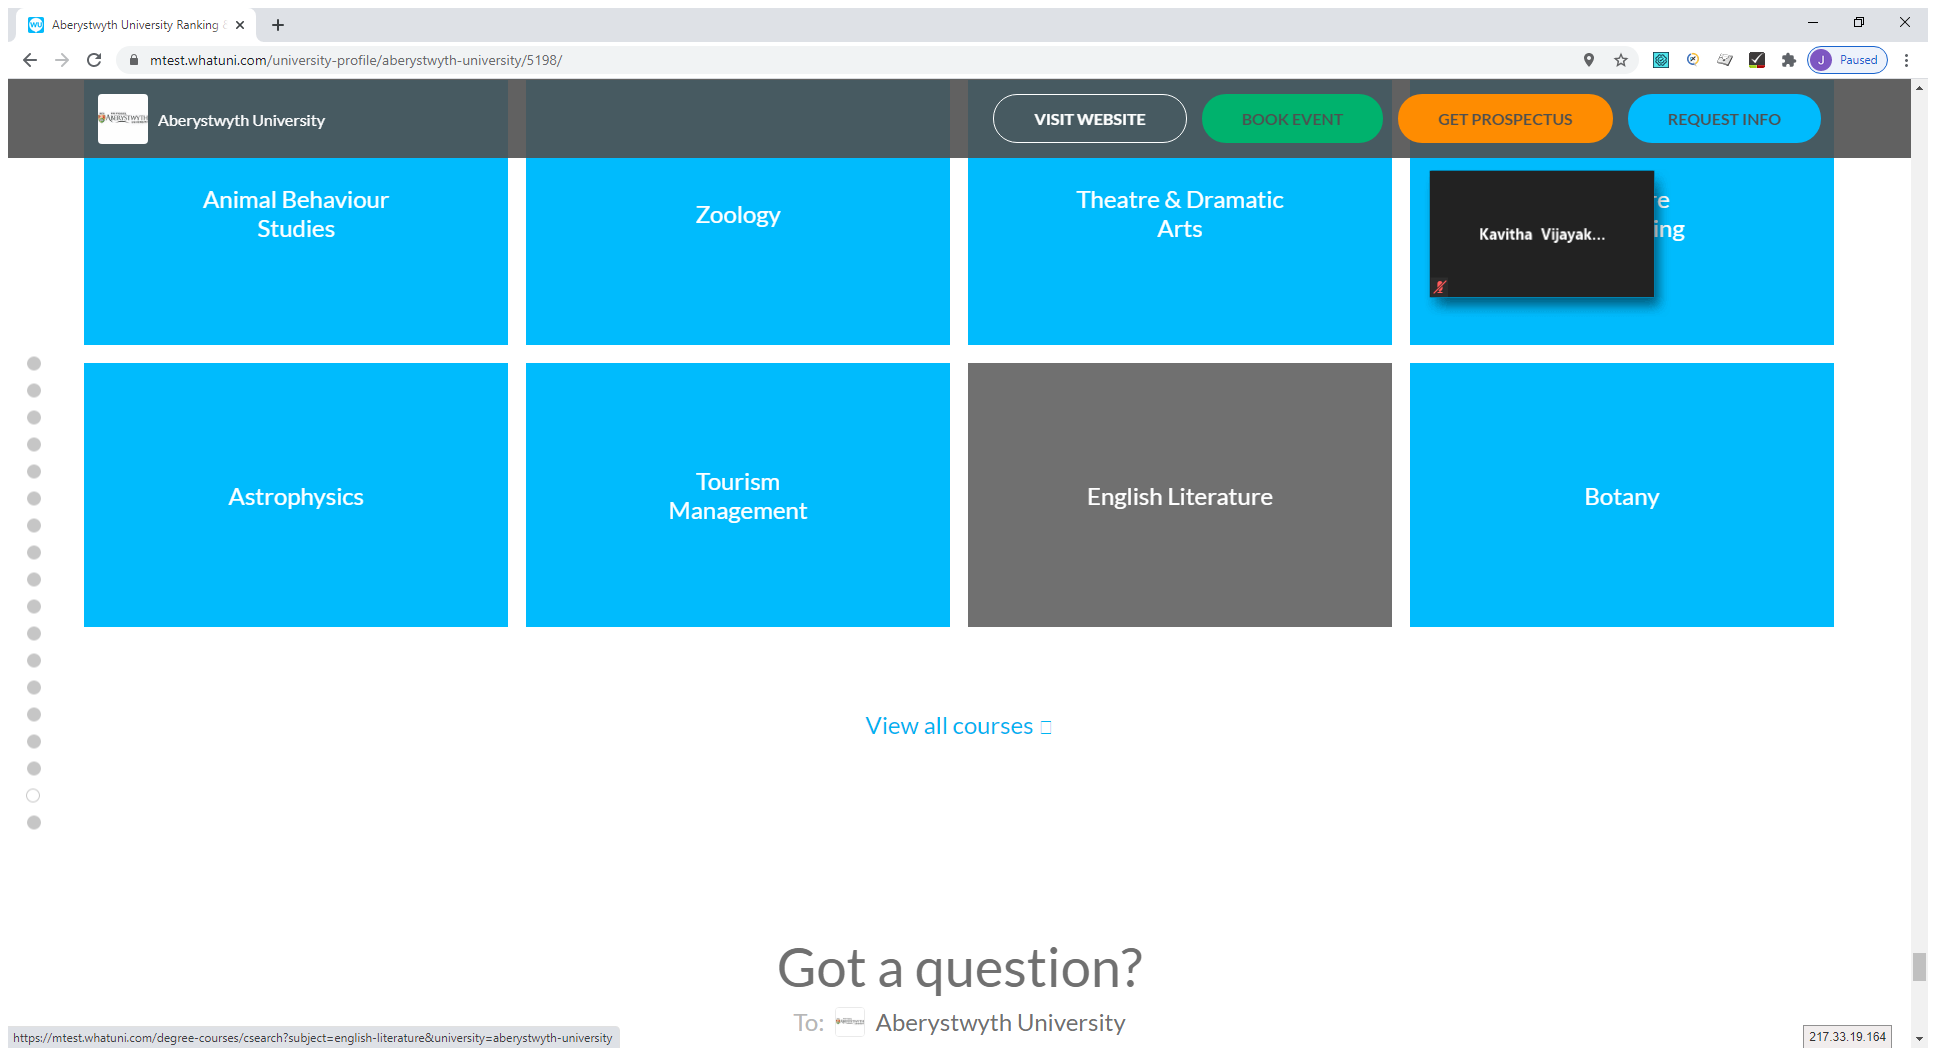 Aberystwyth University Ranking
mtest.whatuni.com/university-profile/aberystwyth-university/5198/
J Paused
Aberystwyth University
VISIT WEBSITE
BOOK EVENT
GET PROSPECTUS
REQUEST INFO
Animal Behaviour
Studies
Zoology
Theatre & Dramatic
Arts
re
ing
Kavitha Vijayak...
Astrophysics
Tourism
Management
English Literature
Botany
View all courses
Got a question?
To: Aberystwyth University
https://mtest.whatuni.com/degree-courses/csearch?subject=english-literature&university=aberystwyth-university
217.33.19.164